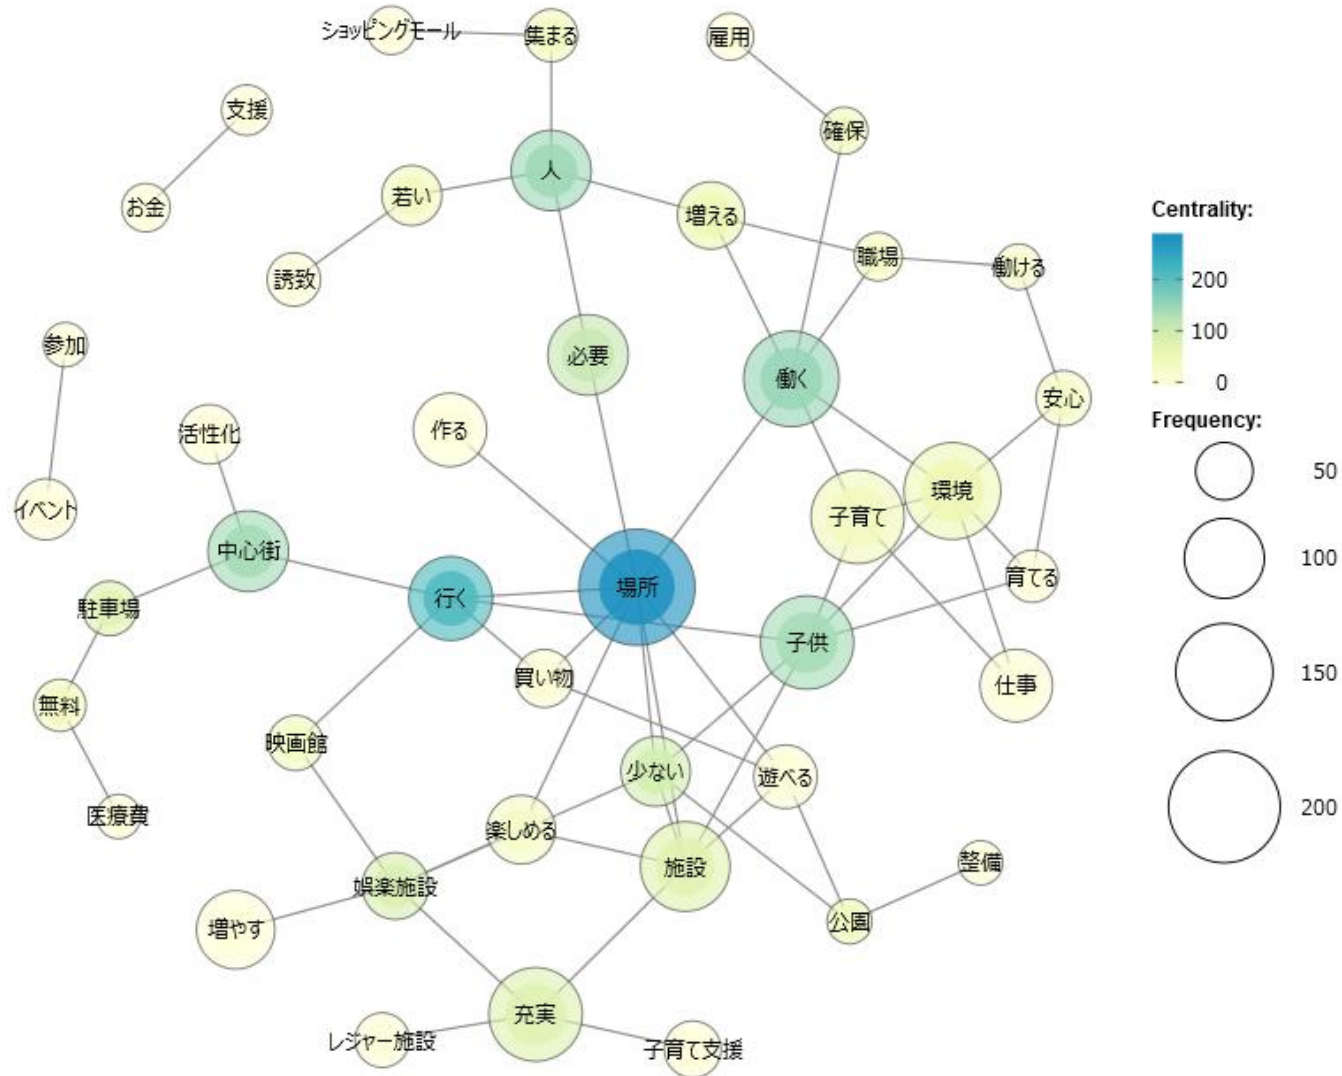 ショッピングモール
集まる
雇用
支援
確保
人
若い
お金
増える
職場
働ける
誘致
参加
必要
働く
安心
活性化
作る
イベント
環境
子育て
中心街
場所
行く
育てる
駐車場
子供
買い物
仕事
無料
映画館
少ない
遊べる
医療費
楽しめる
施設
整備
娯楽施設
公園
増やす
充実
レジャー施設
子育て支援
Centrality:
200
100
0
Frequency:
50
100
150
200